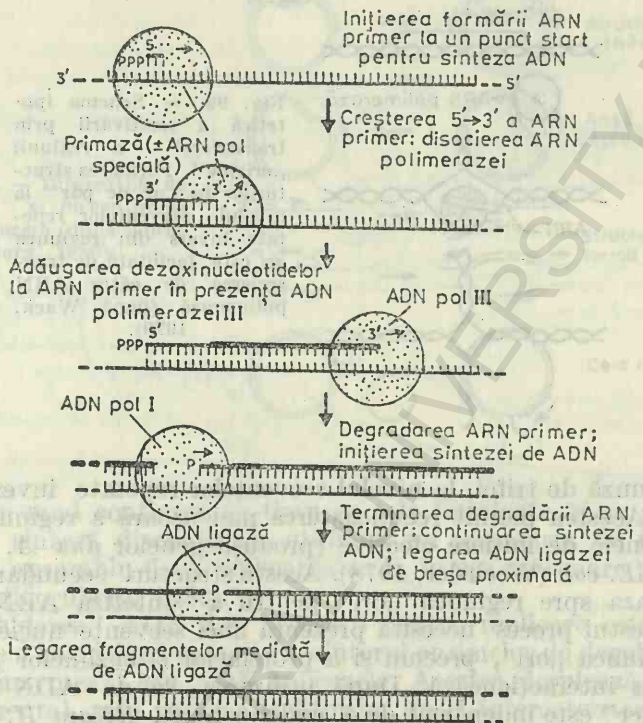 Inițierea formării ARN
primer la un punct start
pentru sinteza ADN
5'
PPP
3'
5'
Creșterea 5'→3' a ARN
primer: disocierea ARN
polimerazei
Primază (± ARN pol
specială)
3'
3'
PPP
Adăugarea dezoxinucleotidelor
la ARN primer în prezența ADN
polimerazei III
ADN pol III
5'
PPP
3'
Degradarea ARN primer;
inițierea sintezei de ADN
ADN pol I
P
Terminarea degradării ARN
primer: continuarea sintezei
ADN; legarea ADN ligazei
de breșa proximală
ADN ligază
P
Legarea fragmentelor mediată
de ADN ligază